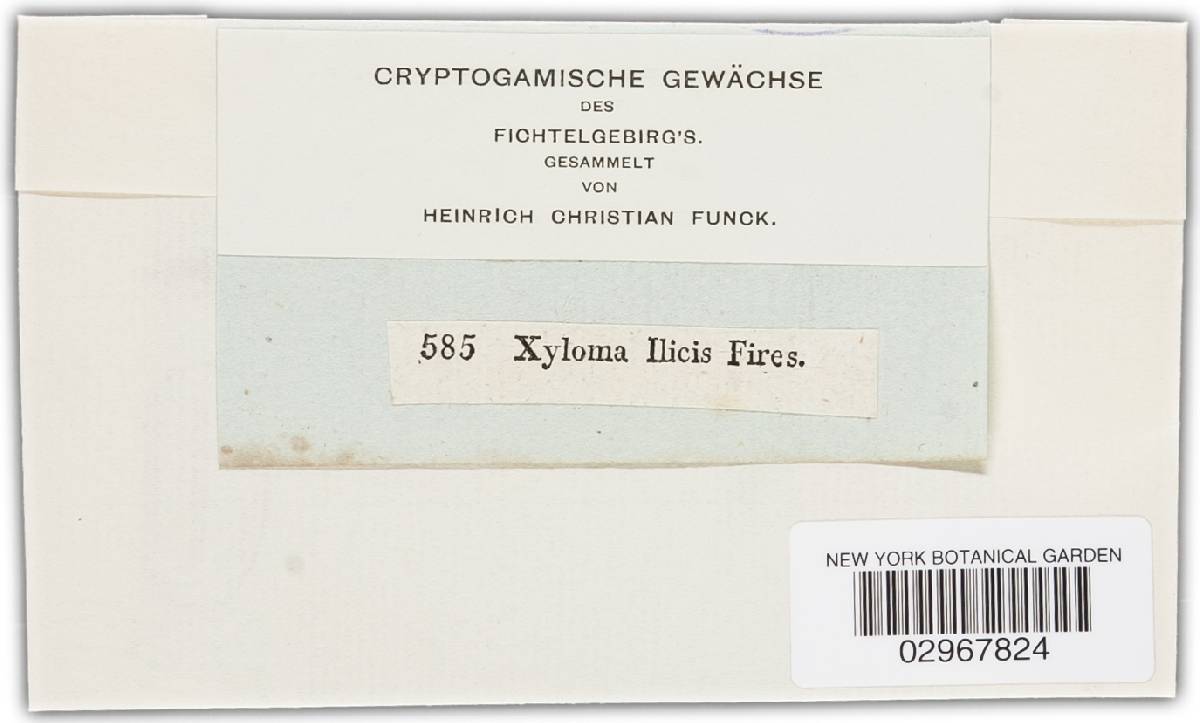 CRYPTOGAMISCHE GEWÄCHSE
DES
FICHTELGEBIRG'S.
GESAMMELT
VON
HEINRICH CHRISTIAN FUNCK.
585 Xyloma Ilicis Fires.
NEW YORK BOTANICAL GARDEN
02967824